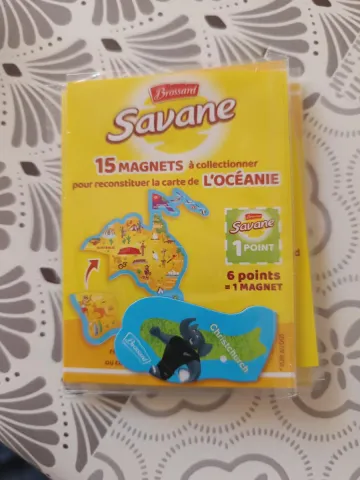 Brossard
Savane
15 MAGNETS à collectionner
pour reconstituer la carte de L'OCÉANIE
Brossard
Savane
1 POINT
6 points
= 1 MAGNET
Christchurch
Brossard